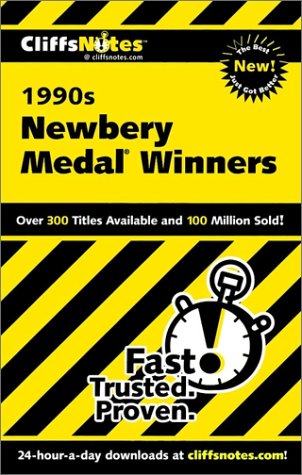 CliffsNotes™
@ cliffsnotes.com
The Best
Just Got Better
New!
1990s
Newbery
Medal® Winners
Over 300 Titles Available and 100 Million Sold!
Fast.
Trusted.
Proven.
24-hour-a-day downloads at cliffsnotes.com!